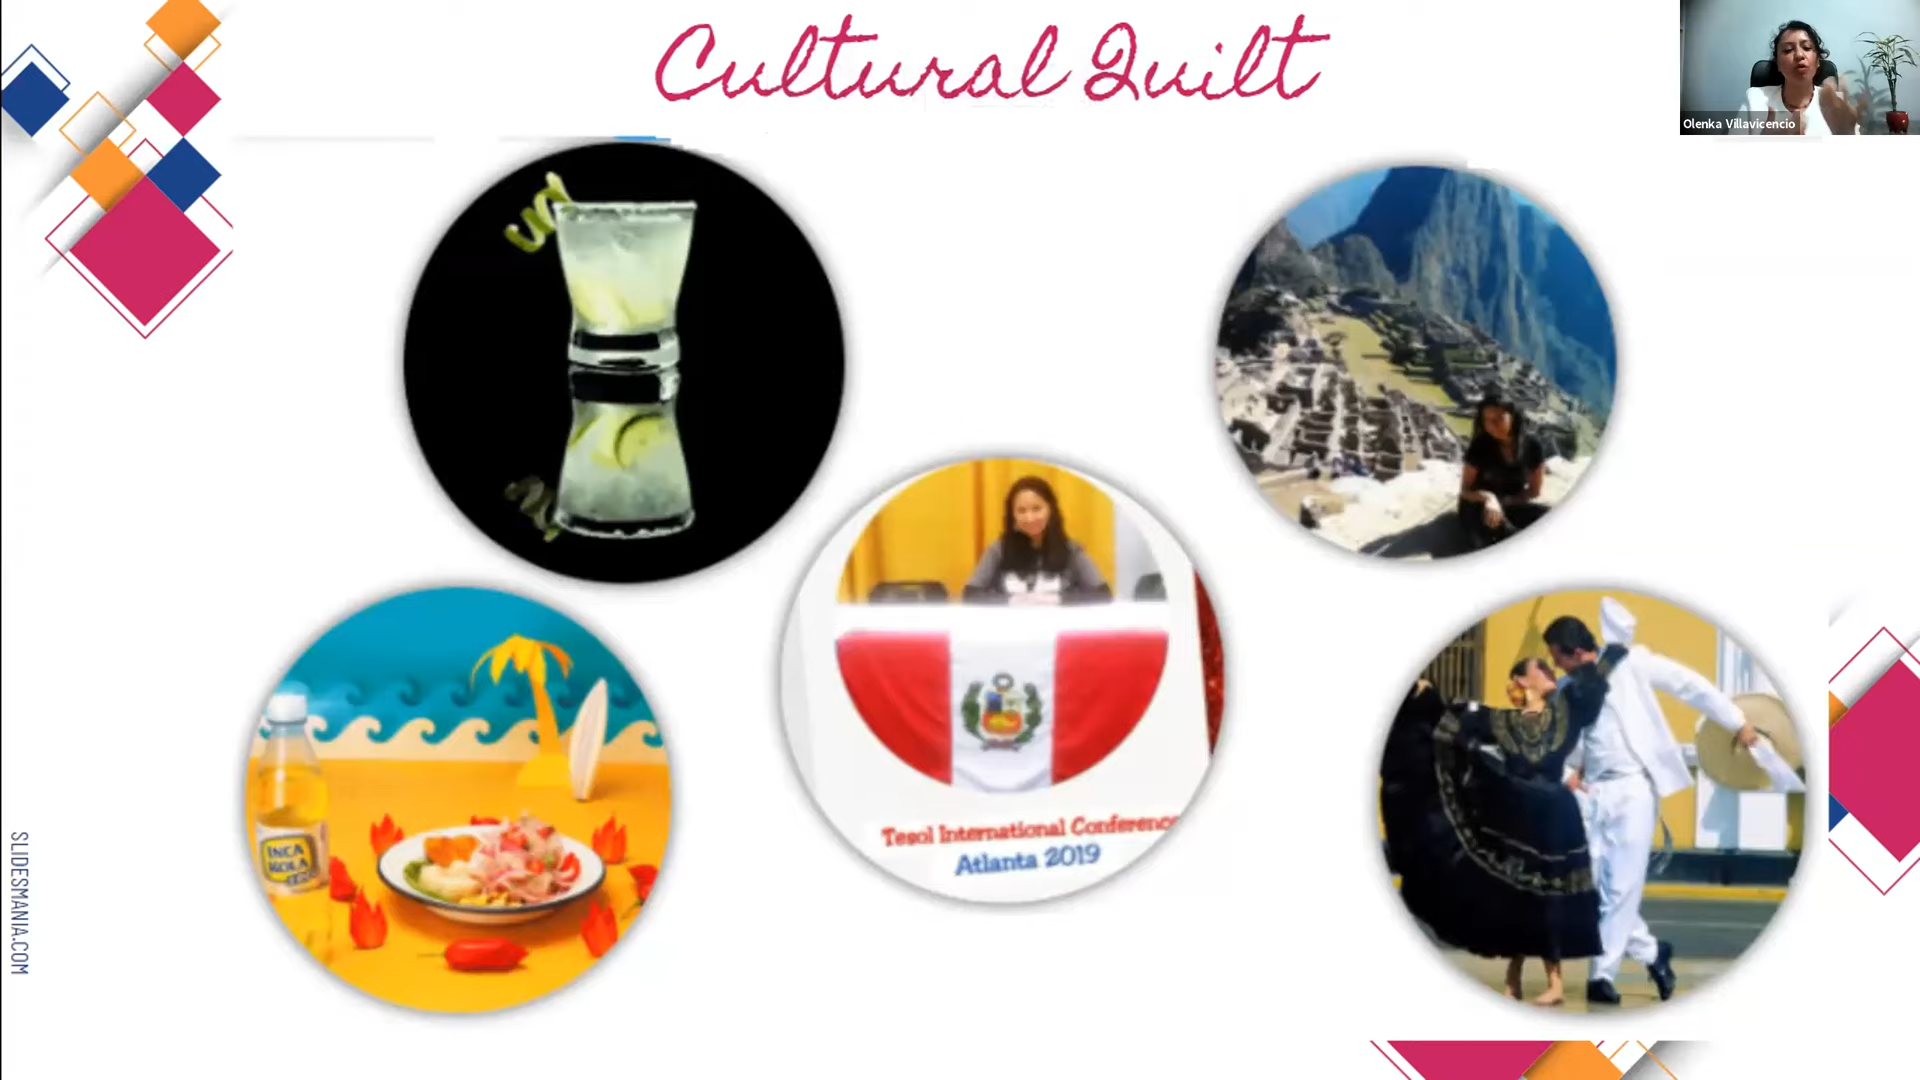 Cultural Quilt
Olenka Villavicencio
INCA
KOLA
Tesol International Conference
Atlanta 2019
SLIDESMANIA.COM